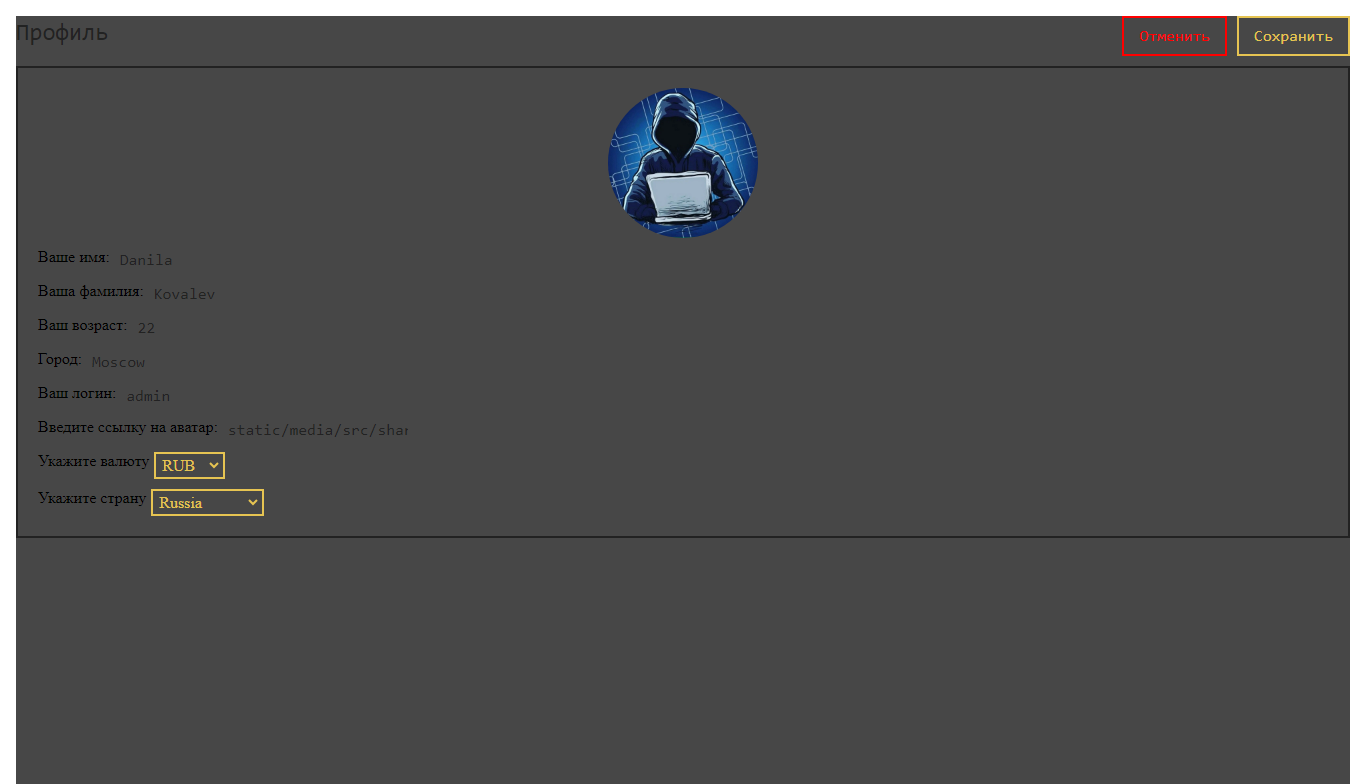 Профиль
Отменить
Сохранить
Ваше имя: Danila
Ваша фамилия: Kovalev
Ваш возраст: 22
Город: Moscow
Ваш логин: admin
Введите ссылку на аватар: static/media/src/shar
Укажите валюту RUB
Укажите страну Russia